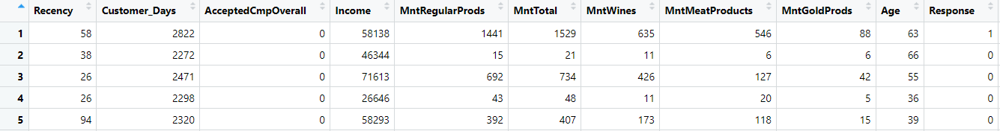 Recency Customer_Days AcceptedCmpOverall Income MntRegularProds MntTotal MntWines MntMeatProducts MntGoldProds Age Response
1 58 2822 0 58138 1441 1529 635 546 88 63 1
2 38 2272 0 46344 15 21 11 6 6 66 0
3 26 2471 0 71613 692 734 426 127 42 55 0
4 26 2298 0 26646 43 48 11 20 5 36 0
5 94 2320 0 58293 392 407 173 118 15 39 0